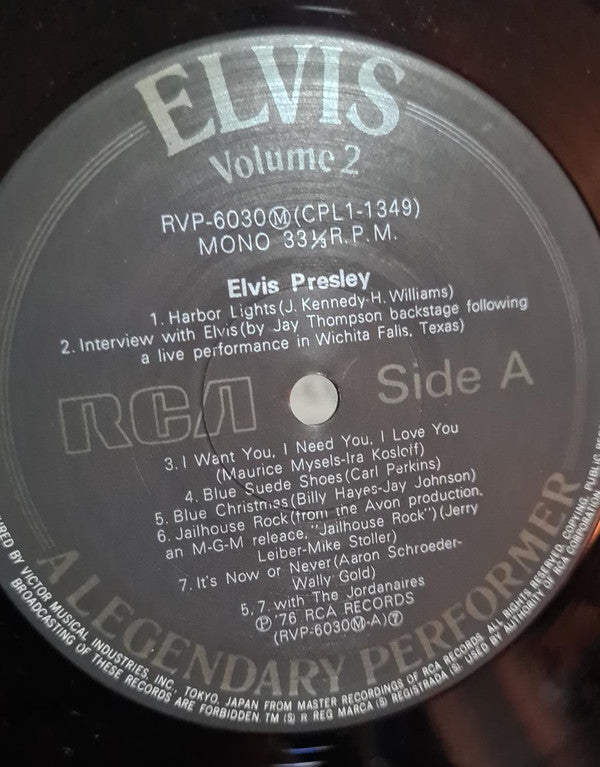 ELVIS
Volume 2
RVP-6030Ⓜ(CPL1-1349)
MONO 33⅓R.P.M.
Elvis Presley
1. Harbor Lights(J. Kennedy-H. Williams)
2. Interview with Elvis(by Jay Thompson backstage following
a live performance in Wichita Falls, Texas)
RCA
Side A
3. I Want You, I Need You, I Love You
(Maurice Mysels-Ira Kosloif)
4. Blue Suede Shoes(Carl Perkins)
5. Blue Christmas(Billy Hayes-Jay Johnson)
6. Jailhouse Rock(from the Avon production,
an M-G-M releace, "Jailhouse Rock")(Jerry
Leiber-Mike Stoller)
7. It's Now or Never(Aaron Schroeder-
Wally Gold)
5, 7. with The Jordanaires
Ⓟ'76 RCA RECORDS
(RVP-6030Ⓜ-A)⑦
A LEGENDARY PERFORMER
BY VICTOR MUSICAL INDUSTRIES, INC., TOKYO, JAPAN FROM MASTER RECORDINGS OF RCA RECORDS ALL RIGHTS RESERVED. COPYING, PUBLIC
BROADCASTING OF THESE RECORDS ARE FORBIDDEN TM (S) R REG MARCA (S) REGISTRADA (S) USED BY AUTHORITY OF RCA CORPORATION